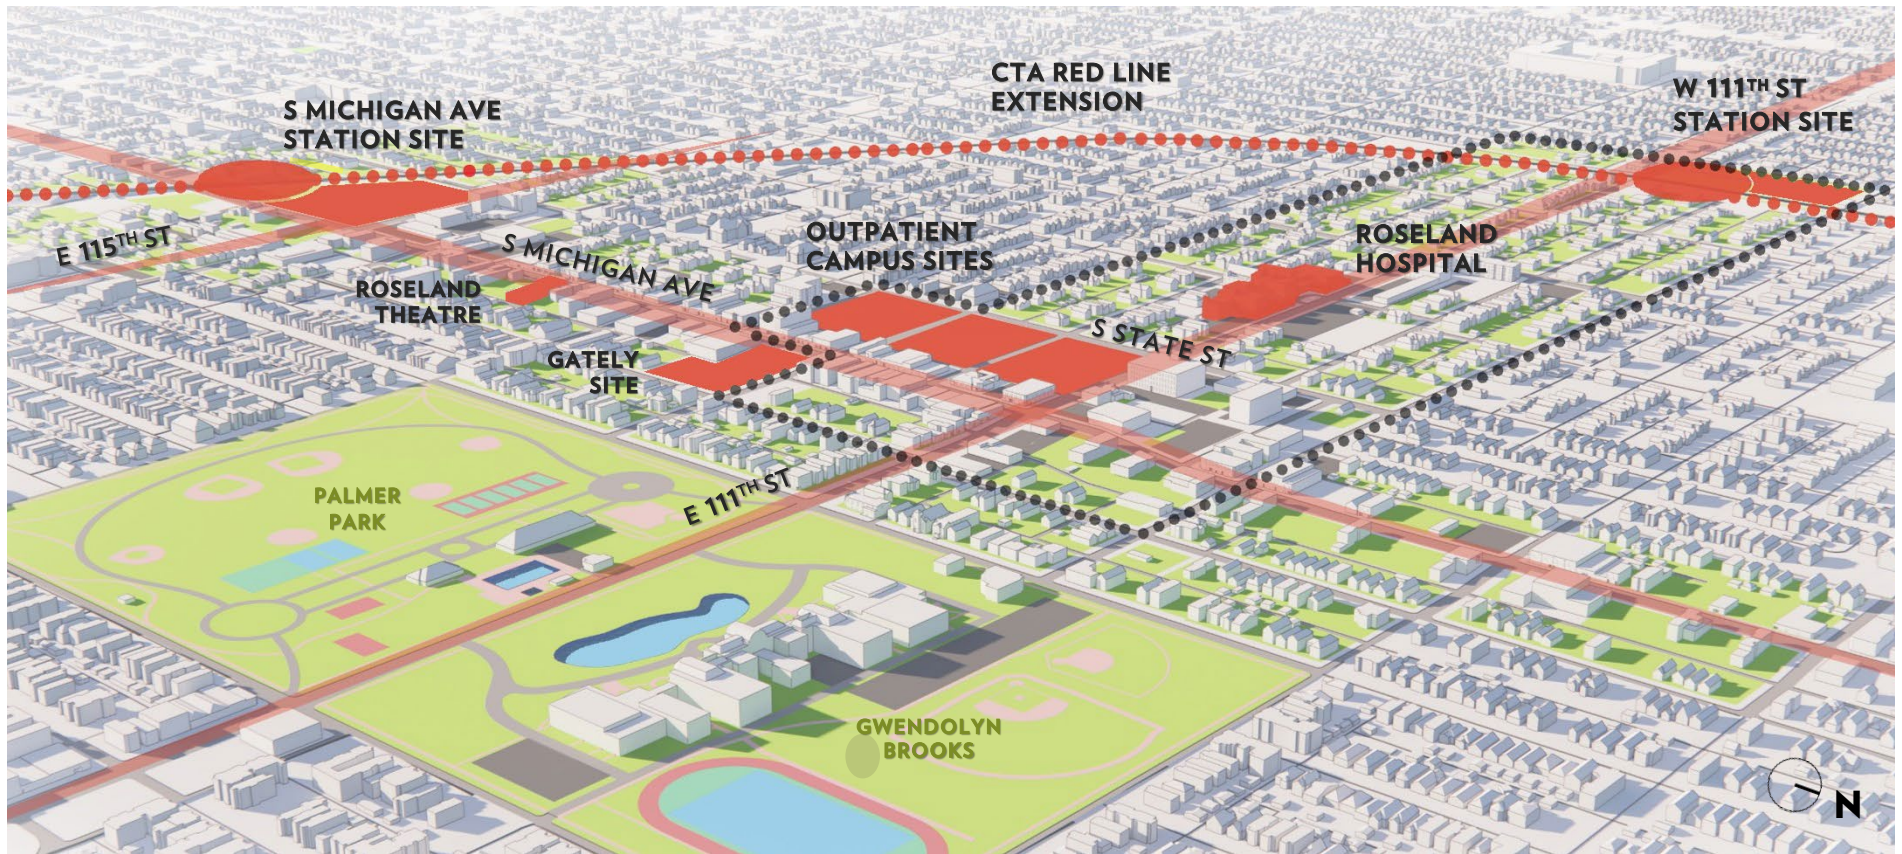 CTA RED LINE
EXTENSION
W 111TH ST
STATION SITE
S MICHIGAN AVE
STATION SITE
OUTPATIENT
CAMPUS SITES
ROSELAND
HOSPITAL
E 115TH ST
S MICHIGAN AVE
ROSELAND
THEATRE
S STATE ST
GATELY
SITE
E 111TH ST
PALMER
PARK
GWENDOLYN
BROOKS
N